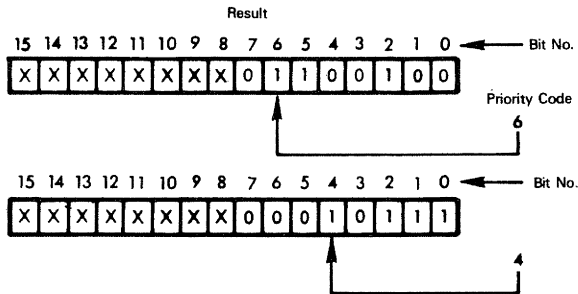 Result
15 14 13 12 11 10 9 8 7 6 5 4 3 2 1 0 Bit No.
X X X X X X X X 0 1 1 0 0 1 0 0
Priority Code
6
15 14 13 12 11 10 9 8 7 6 5 4 3 2 1 0 Bit No.
X X X X X X X X 0 0 0 1 0 1 1 1
4